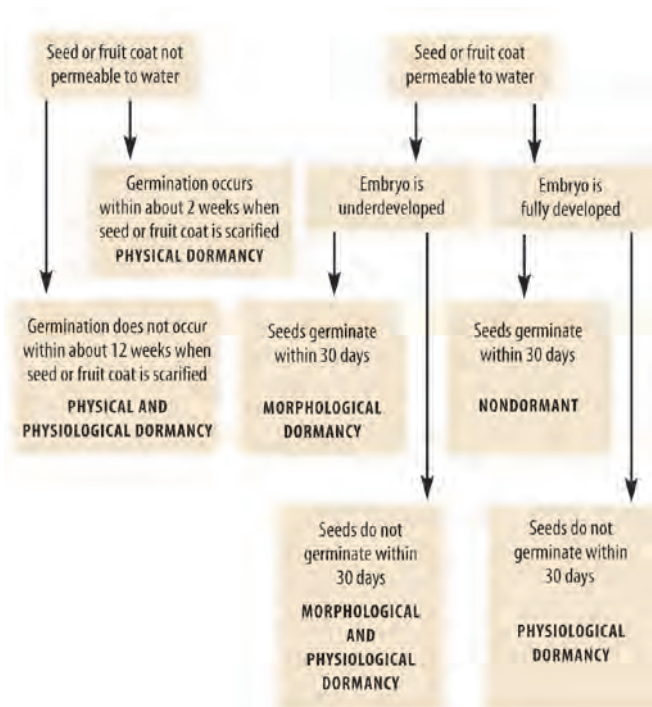 Seed or fruit coat not
permeable to water
Seed or fruit coat
permeable to water
Germination occurs
within about 2 weeks when
seed or fruit coat is scarified
PHYSICAL DORMANCY
Embryo is
underdeveloped
Embryo is
fully developed
Germination does not occur
within about 12 weeks when
seed or fruit coat is scarified
PHYSICAL AND
PHYSIOLOGICAL DORMANCY
Seeds germinate
within 30 days
MORPHOLOGICAL
DORMANCY
Seeds germinate
within 30 days
NONDORMANT
Seeds do not
germinate within
30 days
MORPHOLOGICAL
AND
PHYSIOLOGICAL
DORMANCY
Seeds do not
germinate within
30 days
PHYSIOLOGICAL
DORMANCY